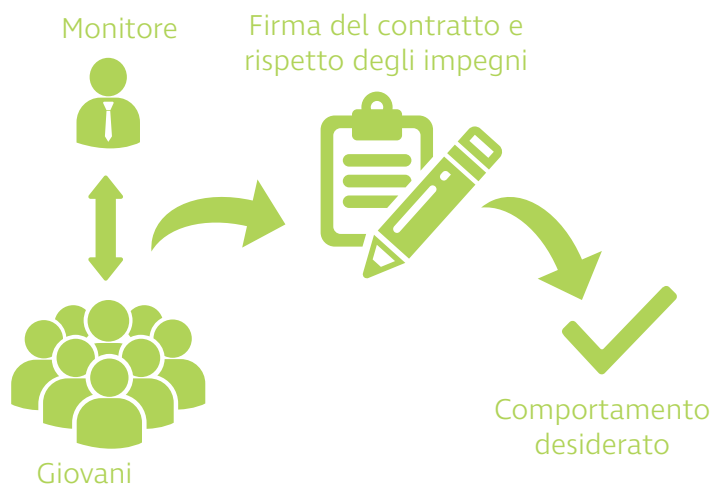 Monitore
Firma del contratto e
rispetto degli impegni
Giovani
Comportamento
desiderato